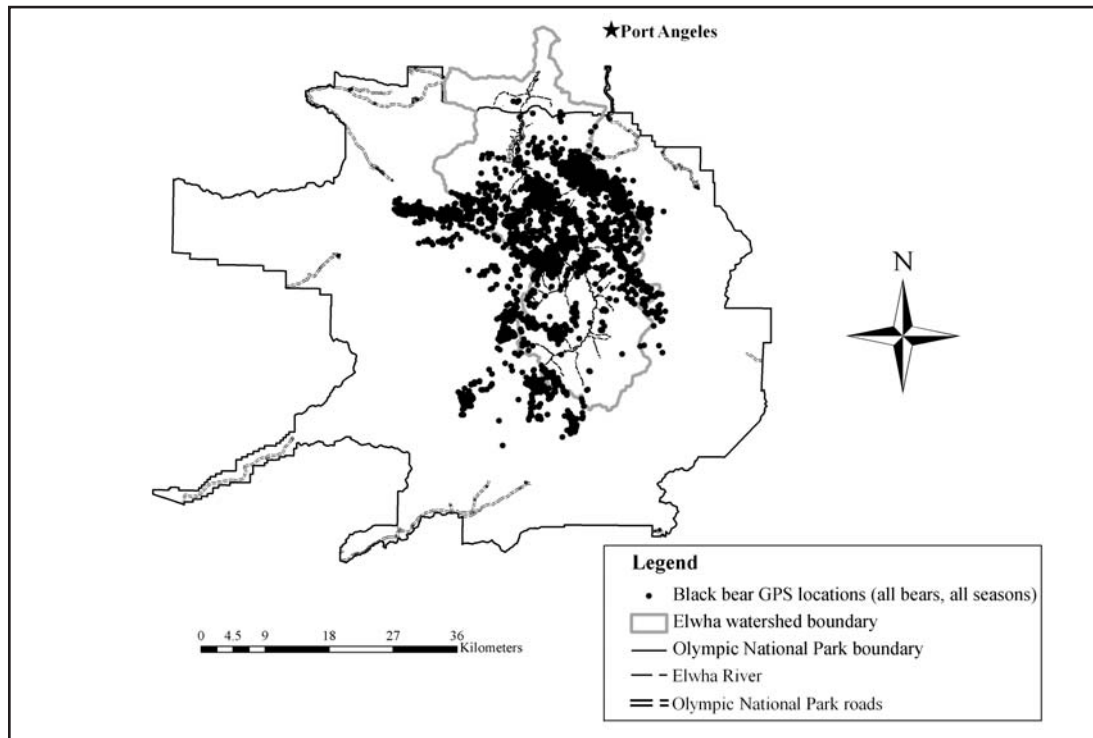 Port Angeles
N
Legend
Black bear GPS locations (all bears, all seasons)
Elwha watershed boundary
Olympic National Park boundary
Elwha River
Olympic National Park roads
0 4.5 9 18 27 36
Kilometers